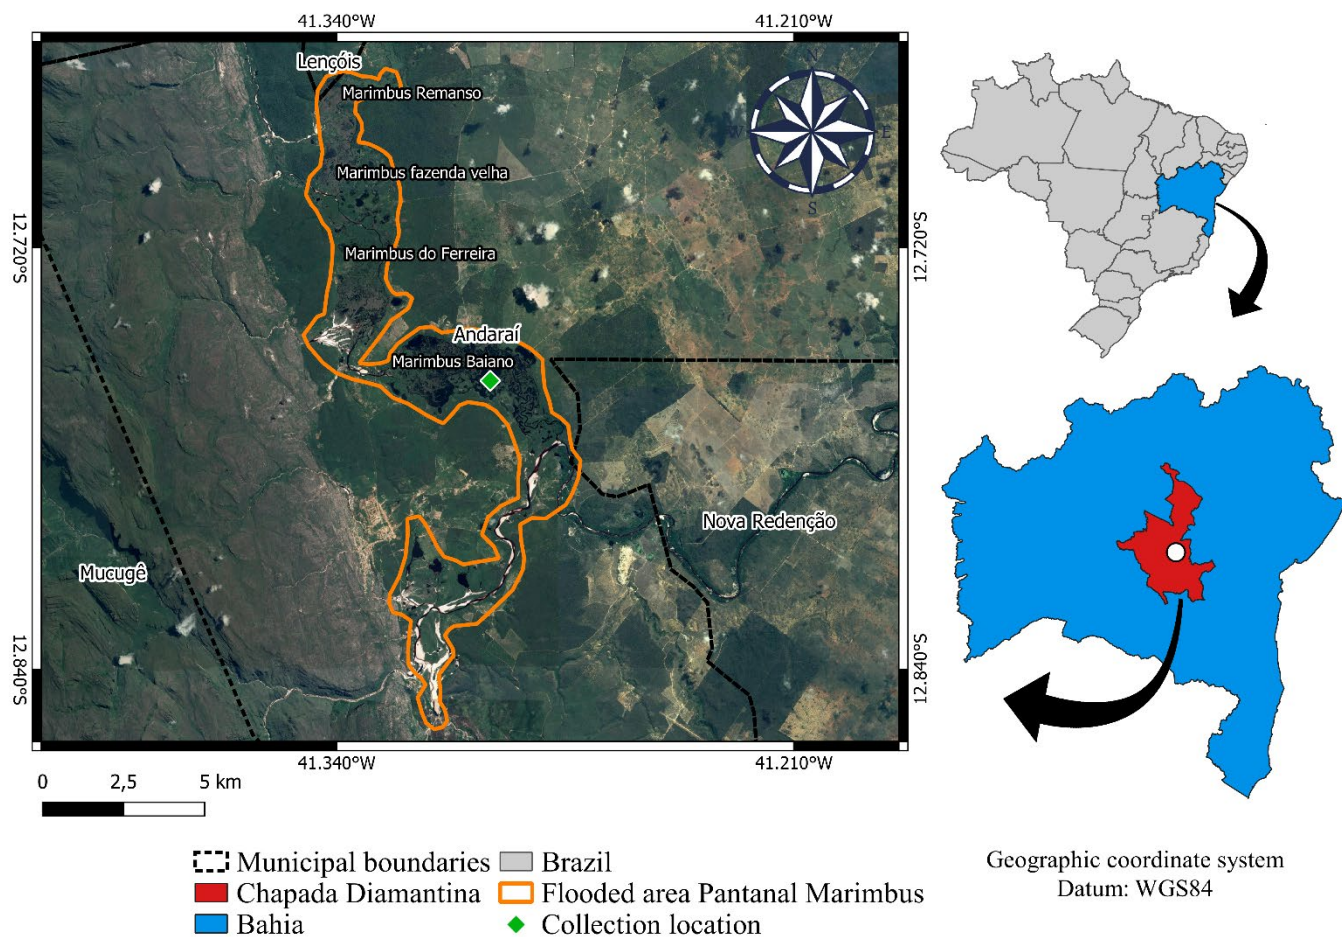 41.340°W
41.210°W
Lençóis
Marimbus Remanso
N
Marimbus fazenda velha
W
E
S
12.720°S
12.720°S
Marimbus do Ferreira
Andaraí
Marimbus Baiano
Nova Redenção
Mucugê
12.840°S
12.840°S
41.340°W
41.210°W
0 2,5 5 km
Municipal boundaries
Brazil
Chapada Diamantina
Flooded area Pantanal Marimbus
Bahia
Collection location
Geographic coordinate system
Datum: WGS84